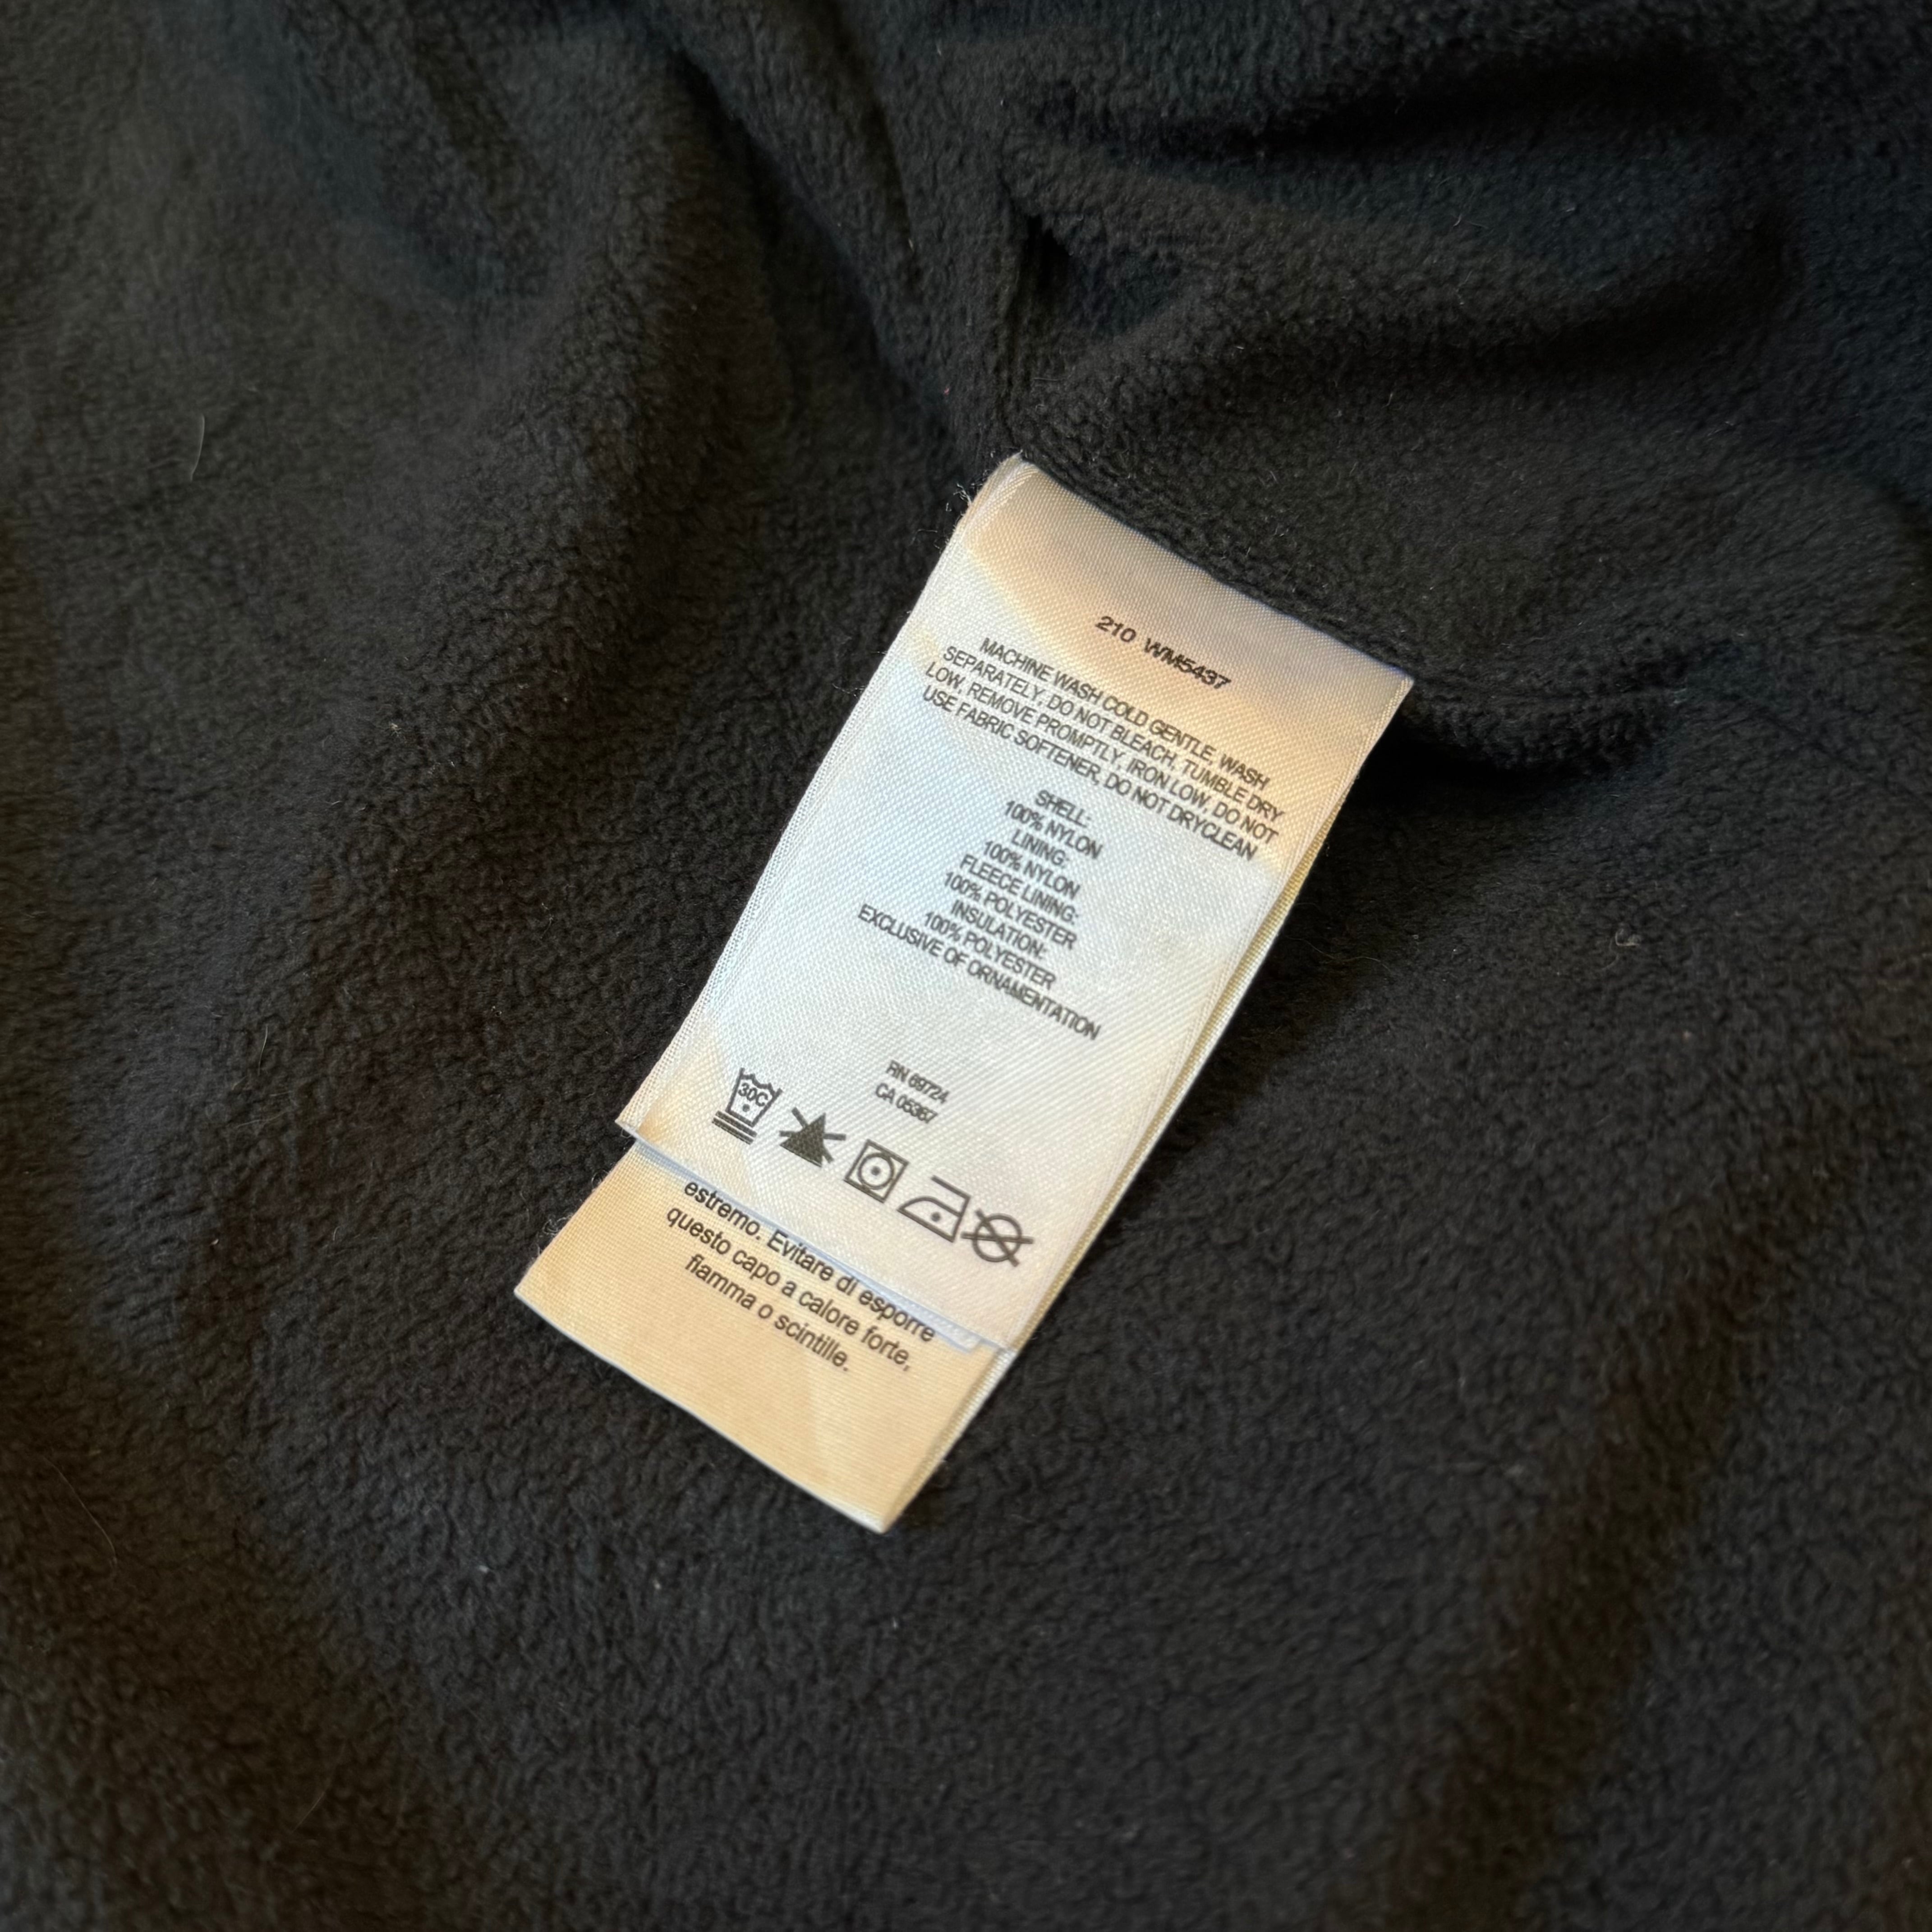 210 WM5437
MACHINE WASH COLD GENTLE, WASH
SEPARATELY, DO NOT BLEACH, TUMBLE DRY
LOW, REMOVE PROMPTLY, IRON LOW, DO NOT
USE FABRIC SOFTENER, DO NOT DRYCLEAN
SHELL:
100% NYLON
LINING:
100% NYLON
FLEECE LINING:
100% POLYESTER
INSULATION:
100% POLYESTER
EXCLUSIVE OF ORNAMENTATION
RN 69724
CA 05367
30C
estremo. Evitare di esporre
questo capo a calore forte,
fiamma o scintille.